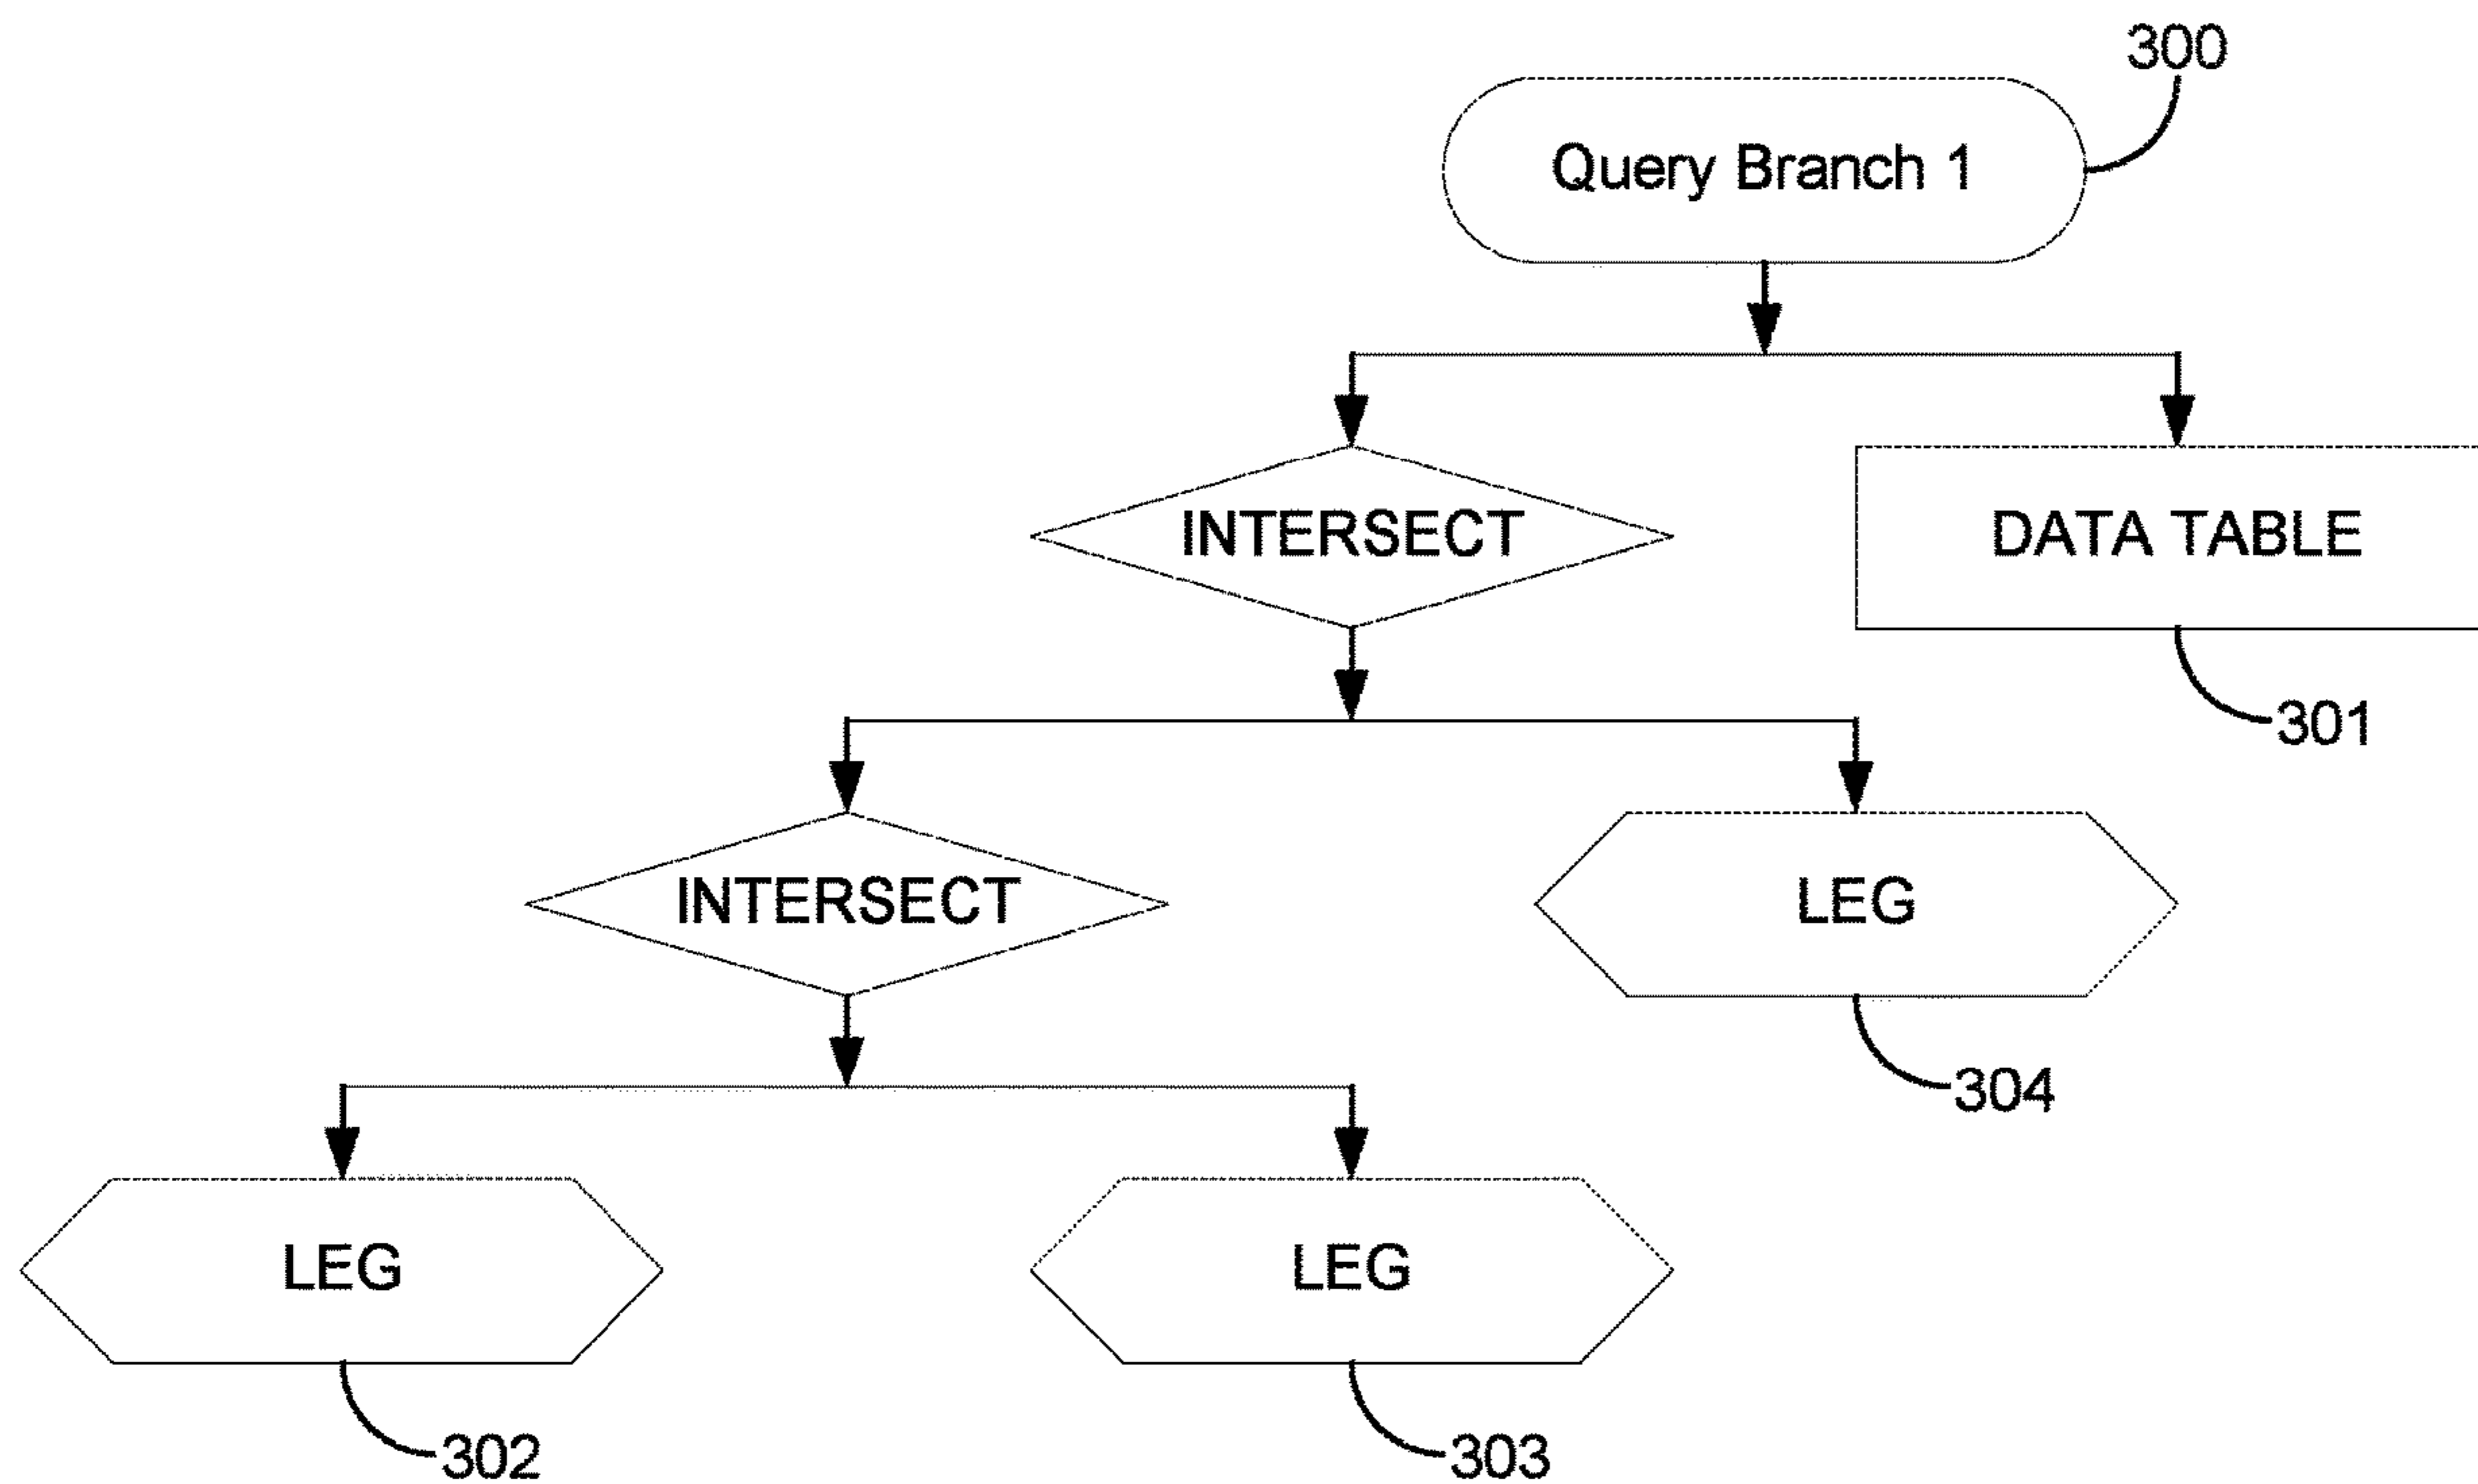 300
Query Branch 1
INTERSECT
DATA TABLE
301
INTERSECT
LEG
304
LEG
LEG
302
303